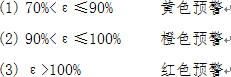 (1) 70%< ε ≤90% 黄色预警
(2) 90%< ε ≤100% 橙色预警
(3) ε >100% 红色预警